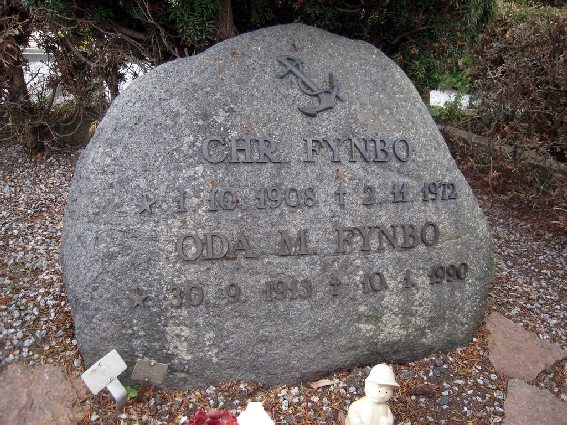 CHR. FYNBO
* 1. 10. 1908 † 2. 11. 1972
ODA M. FYNBO
* 30. 9. 1913 † 10. 1. 1990